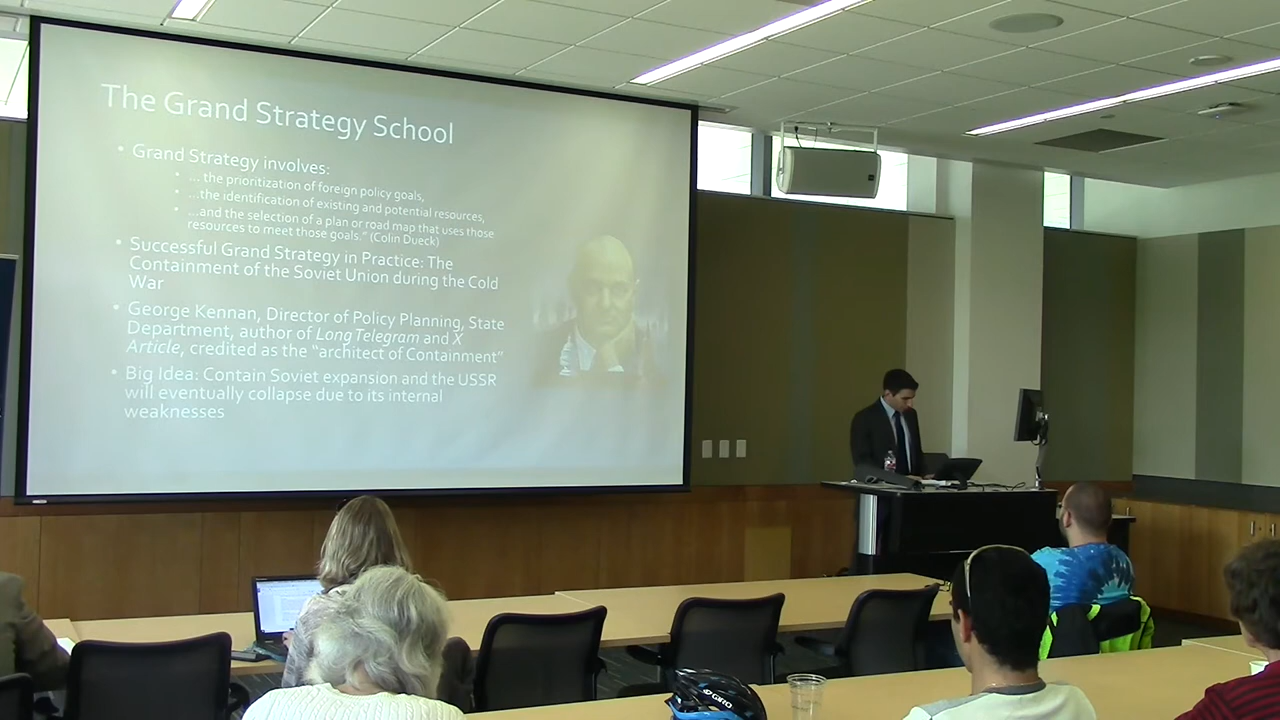 The Grand Strategy School
• Grand Strategy involves:
• ... the prioritization of foreign policy goals,
• ...the identification of existing and potential resources,
• ...and the selection of a plan or road map that uses those
resources to meet those goals." (Colin Dueck)
• Successful Grand Strategy in Practice: The
Containment of the Soviet Union during the Cold
War
• George Kennan, Director of Policy Planning, State
Department, author of Long Telegram and X
Article, credited as the "architect of Containment"
• Big Idea: Contain Soviet expansion and the USSR
will eventually collapse due to its internal
weaknesses
GIRO